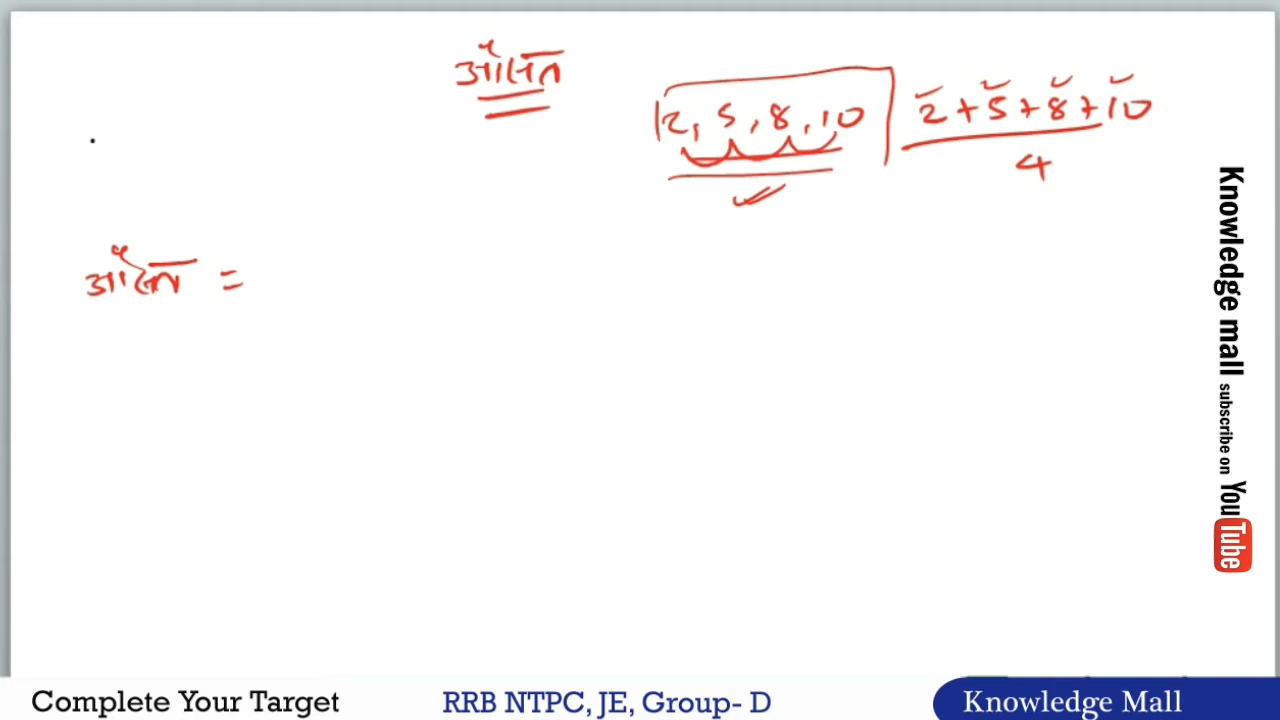 औसत
2, 5, 8, 10
2+5+8+10
4
औसत =
Knowledge mall subscribe on YouTube
Complete Your Target
RRB NTPC, JE, Group- D
Knowledge Mall